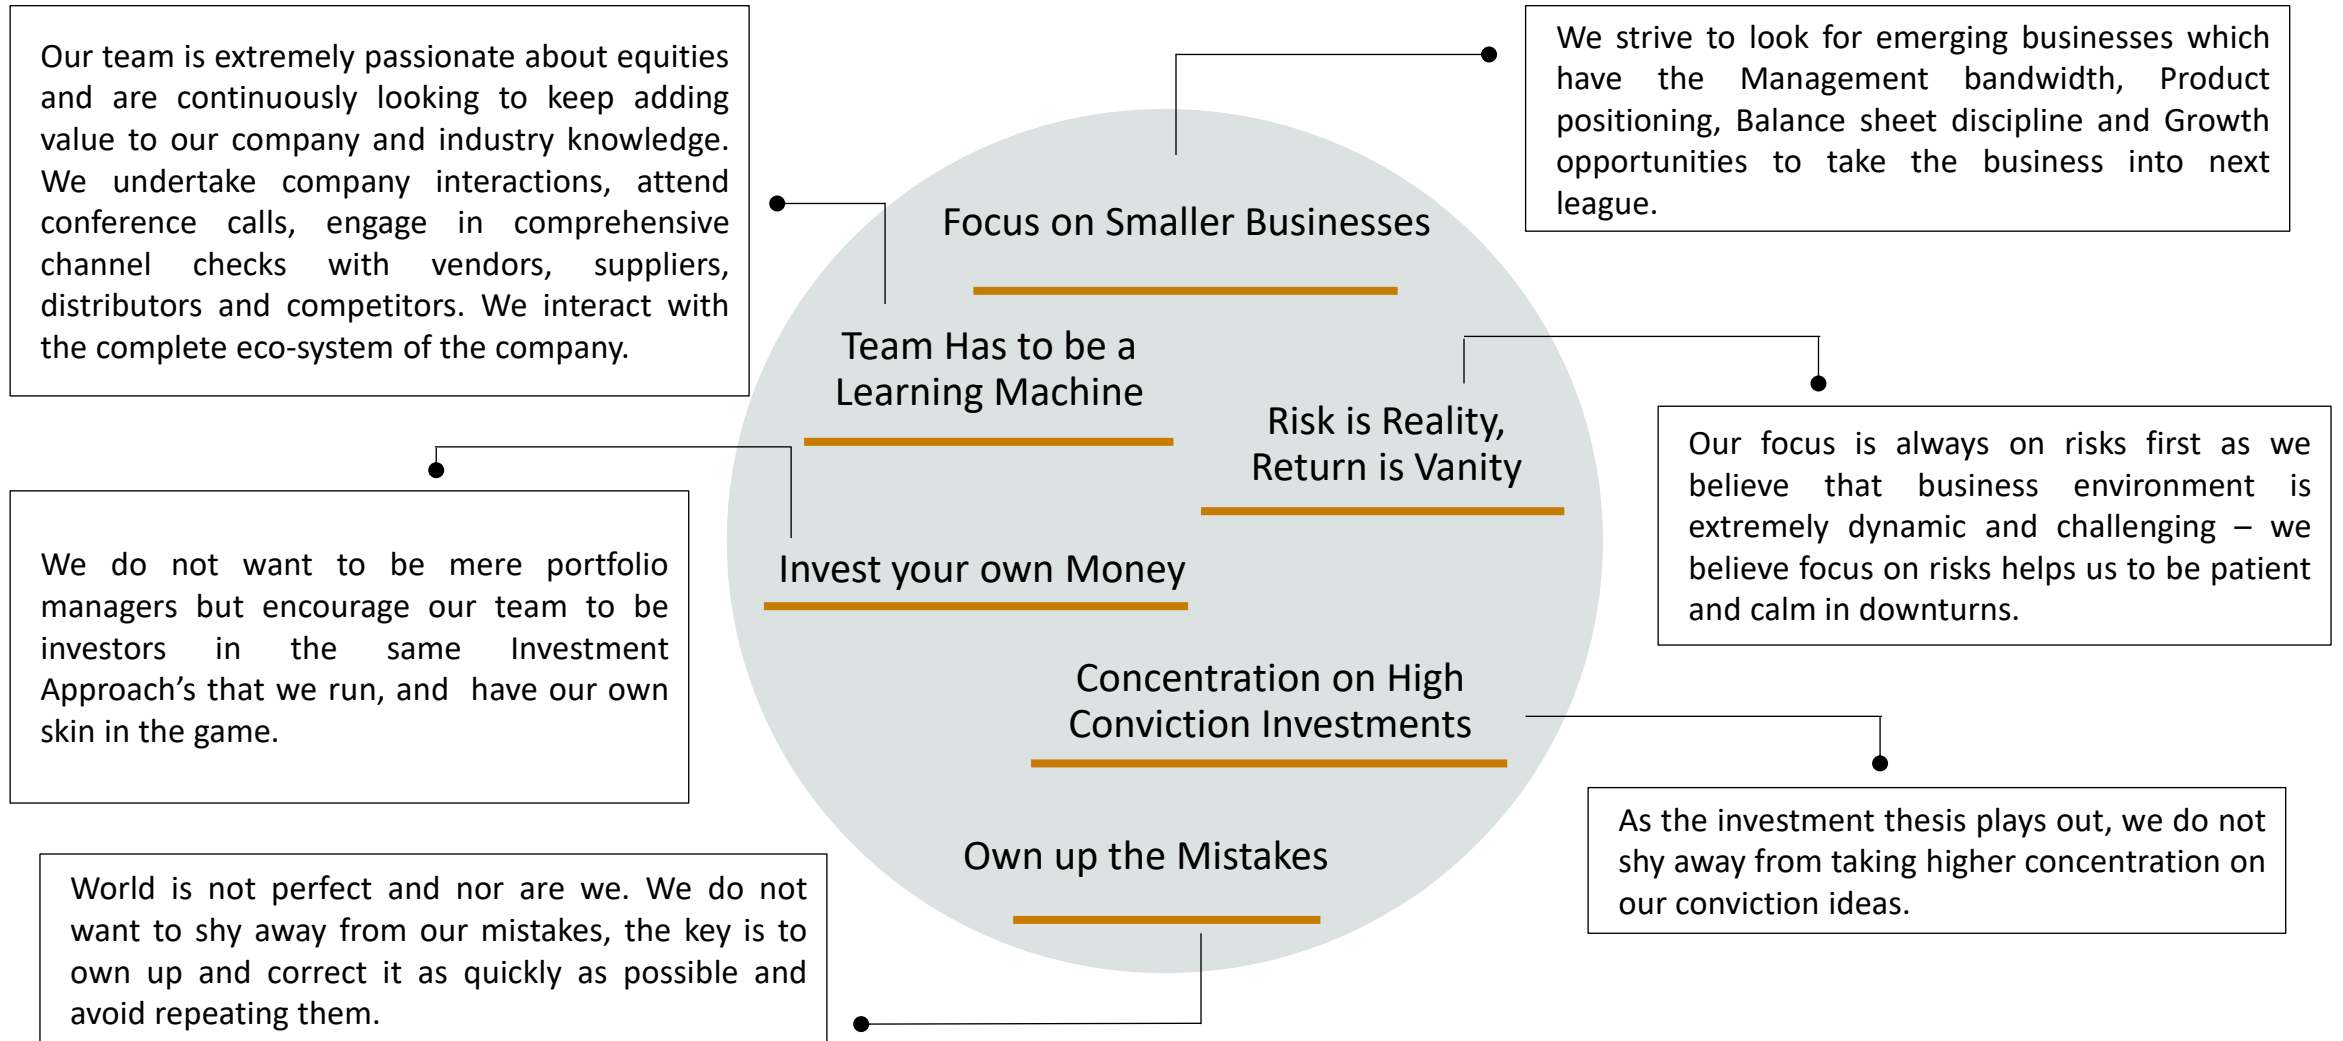 Our team is extremely passionate about equities
and are continuously looking to keep adding
value to our company and industry knowledge.
We undertake company interactions, attend
conference calls, engage in comprehensive
channel checks with vendors, suppliers,
distributors and competitors. We interact with
the complete eco-system of the company.
We strive to look for emerging businesses which
have the Management bandwidth, Product
positioning, Balance sheet discipline and Growth
opportunities to take the business into next
league.
Focus on Smaller Businesses
Team Has to be a
Learning Machine
Risk is Reality,
Return is Vanity
Our focus is always on risks first as we
believe that business environment is
extremely dynamic and challenging – we
believe focus on risks helps us to be patient
and calm in downturns.
Invest your own Money
We do not want to be mere portfolio
managers but encourage our team to be
investors in the same Investment
Approach’s that we run, and have our own
skin in the game.
Concentration on High
Conviction Investments
As the investment thesis plays out, we do not
shy away from taking higher concentration on
our conviction ideas.
Own up the Mistakes
World is not perfect and nor are we. We do not
want to shy away from our mistakes, the key is to
own up and correct it as quickly as possible and
avoid repeating them.